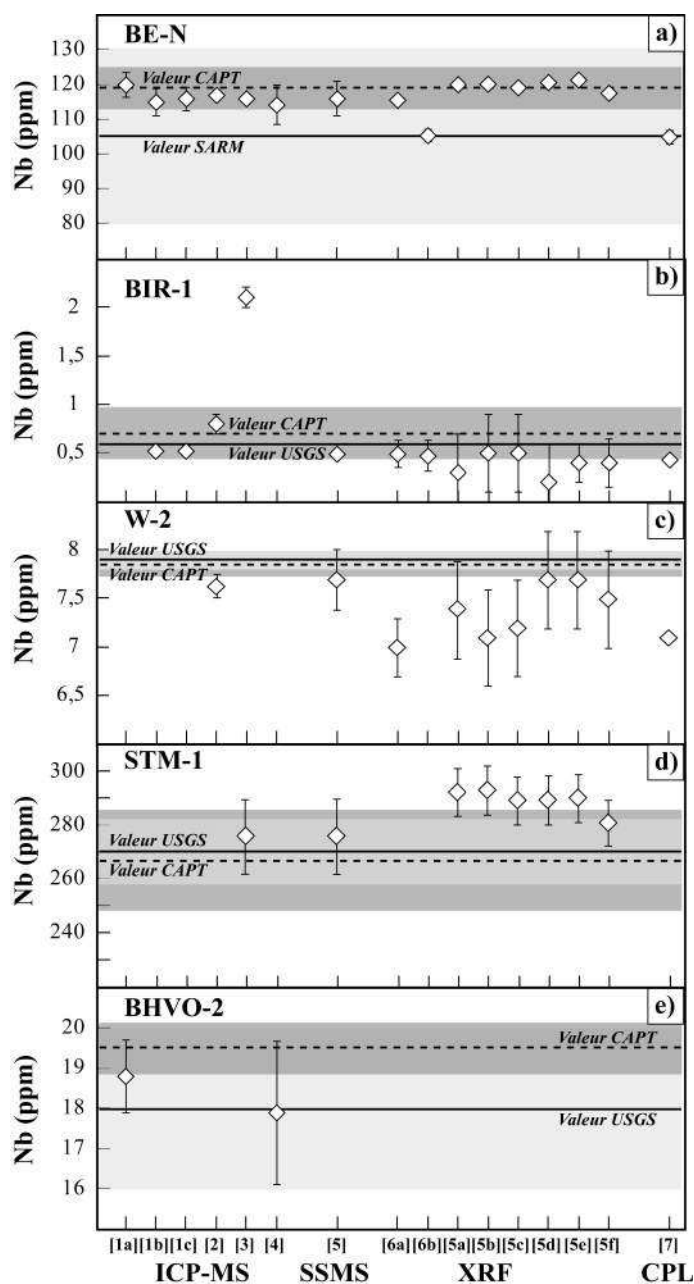 BE-N
a)
130
120
110
100
90
80
Nb (ppm)
Valeur CAPT
Valeur SARM
BIR-1
b)
2
1,5
1
0,5
Nb (ppm)
Valeur CAPT
Valeur USGS
W-2
c)
8
7,5
7
6,5
Nb (ppm)
Valeur USGS
Valeur CAPT
STM-1
d)
300
280
260
240
Nb (ppm)
Valeur USGS
Valeur CAPT
BHVO-2
e)
20
19
18
17
16
Nb (ppm)
Valeur CAPT
Valeur USGS
[1a] [1b] [1c] [2] [3] [4] [5] [6a] [6b] [5a] [5b] [5c] [5d] [5e] [5f] [7]
ICP-MS SSMS XRF CPL